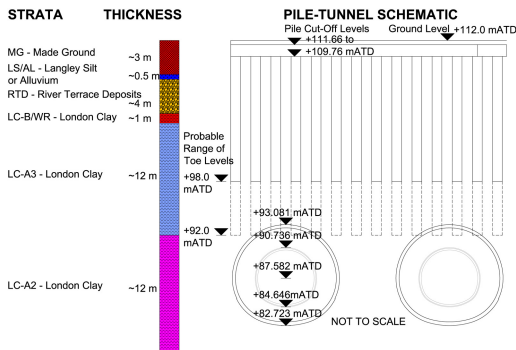 STRATA THICKNESS PILE-TUNNEL SCHEMATIC
Pile Cut-Off Levels Ground Level +112.0 mATD
+111.66 to
+109.76 mATD
MG - Made Ground ~3 m
LS/AL - Langley Silt
or Alluvium ~0.5 m
RTD - River Terrace Deposits
~4 m
LC-B/WR - London Clay ~1 m
Probable
Range of
Toe Levels
LC-A3 - London Clay ~12 m +98.0
mATD
+93.081 mATD
+92.0
mATD
+90.736 mATD
+87.582 mATD
LC-A2 - London Clay ~12 m
+84.646mATD
+82.723 mATD
NOT TO SCALE